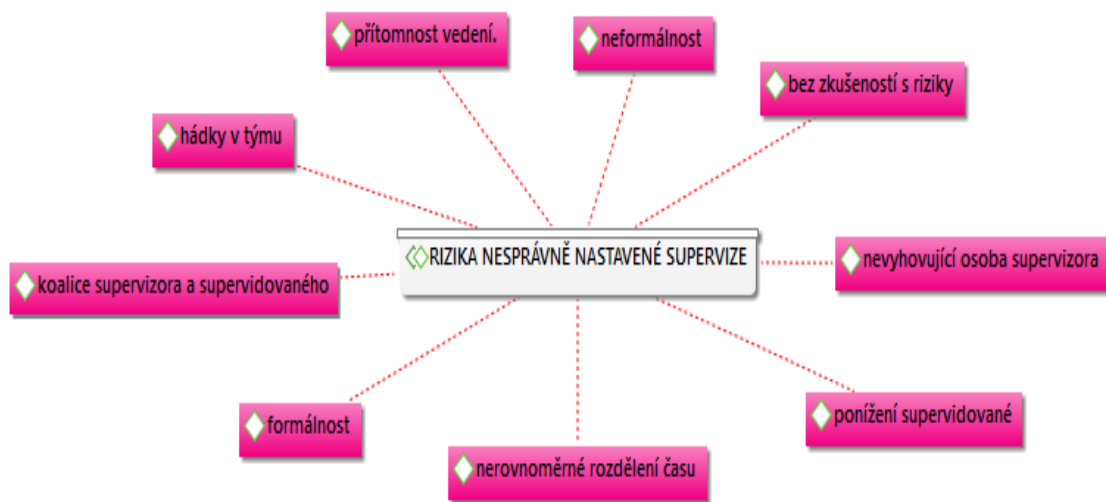 přítomnost vedení.
neformálnost
bez zkušeností s riziky
hádky v týmu
RIZIKA NESPRÁVNĚ NASTAVENÉ SUPERVIZE
nevyhovující osoba supervizora
koalice supervizora a supervidovaného
ponížení supervidované
formálnost
nerovnoměrné rozdělení času